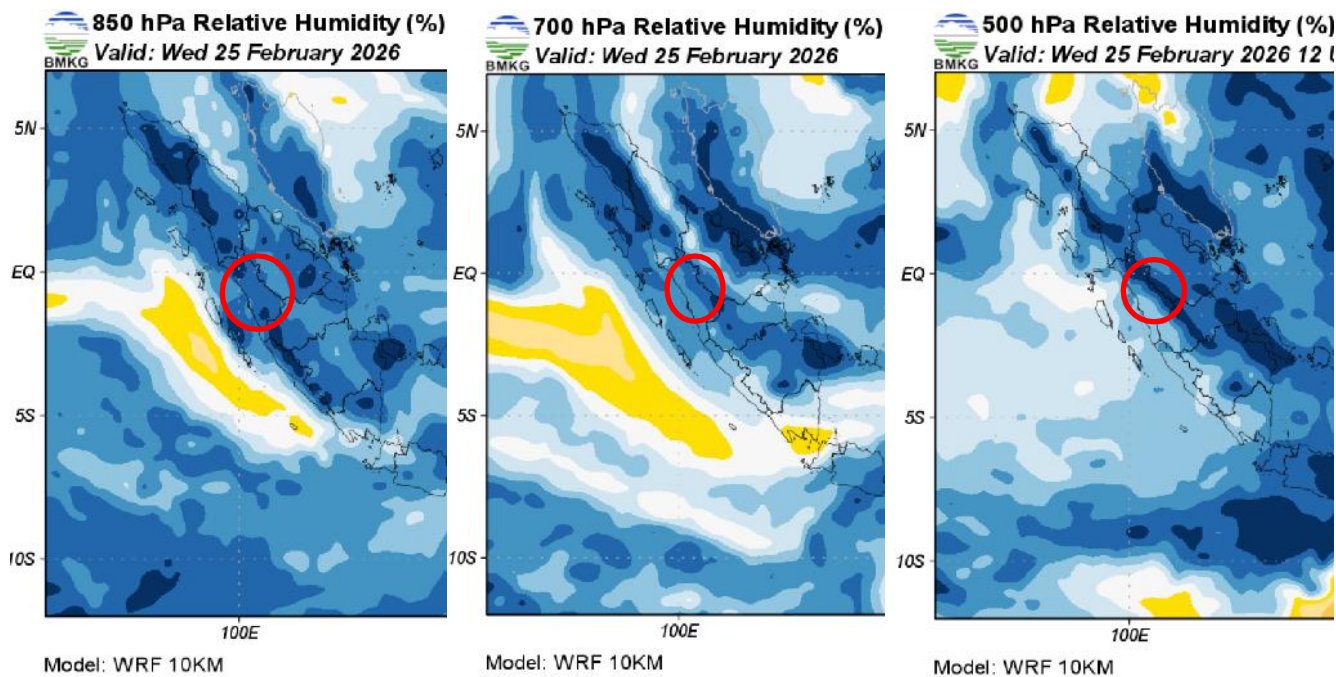 850 hPa Relative Humidity (%)
Valid: Wed 25 February 2026
BMKG
5N
EQ
5S
10S
100E
Model: WRF 10KM
700 hPa Relative Humidity (%)
Valid: Wed 25 February 2026
BMKG
5N
EQ
5S
10S
100E
Model: WRF 10KM
500 hPa Relative Humidity (%)
Valid: Wed 25 February 2026 12
BMKG
5N
EQ
5S
10S
100E
Model: WRF 10KM